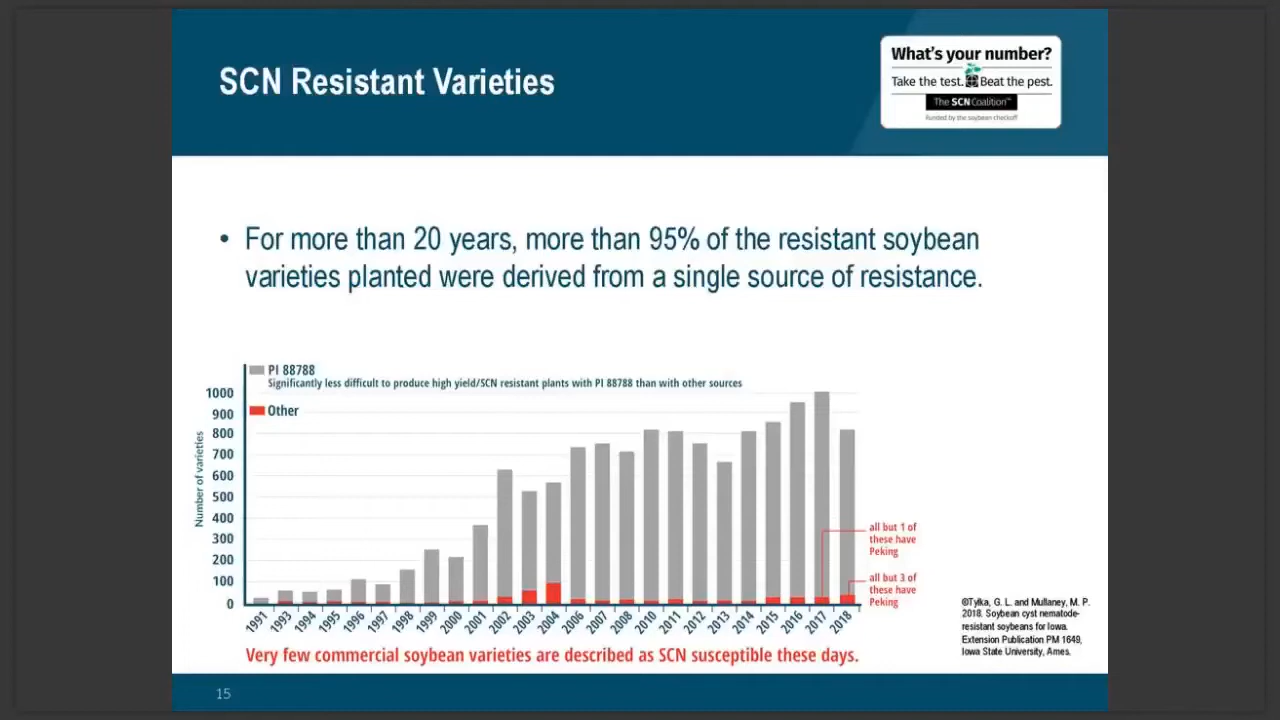 SCN Resistant Varieties
What's your number?
Take the test. Beat the pest.
The SCN Coalition™
Funded by the soybean checkoff
• For more than 20 years, more than 95% of the resistant soybean
varieties planted were derived from a single source of resistance.
PI 88788
Significantly less difficult to produce high yield/SCN resistant plants with PI 88788 than with other sources
Other
Number of varieties
1000
900
800
700
600
500
400
300
200
100
0
all but 1 of
these have
Peking
all but 3 of
these have
Peking
1991 1993 1994 1995 1996 1997 1998 1999 2000 2001 2002 2003 2004 2006 2007 2008 2010 2011 2012 2013 2014 2015 2016 2017 2018
Very few commercial soybean varieties are described as SCN susceptible these days.
©Tylka, G. L. and Mullaney, M. P.
2018. Soybean cyst nematode-
resistant soybeans for Iowa.
Extension Publication PM 1649,
Iowa State University, Ames.
15